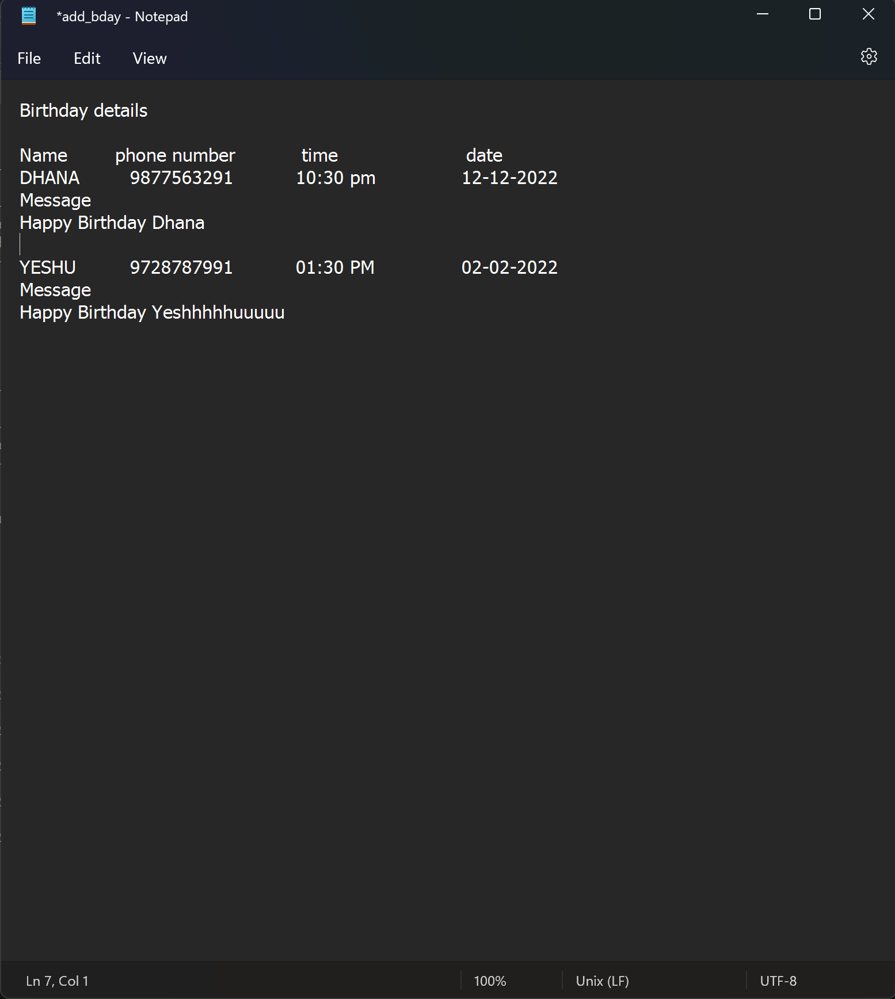 *add_bday - Notepad
File Edit View
Birthday details
Name phone number time date
DHANA 9877563291 10:30 pm 12-12-2022
Message
Happy Birthday Dhana
YESHU 9728787991 01:30 PM 02-02-2022
Message
Happy Birthday Yeshhhhhuuuuu
Ln 7, Col 1 100% Unix (LF) UTF-8